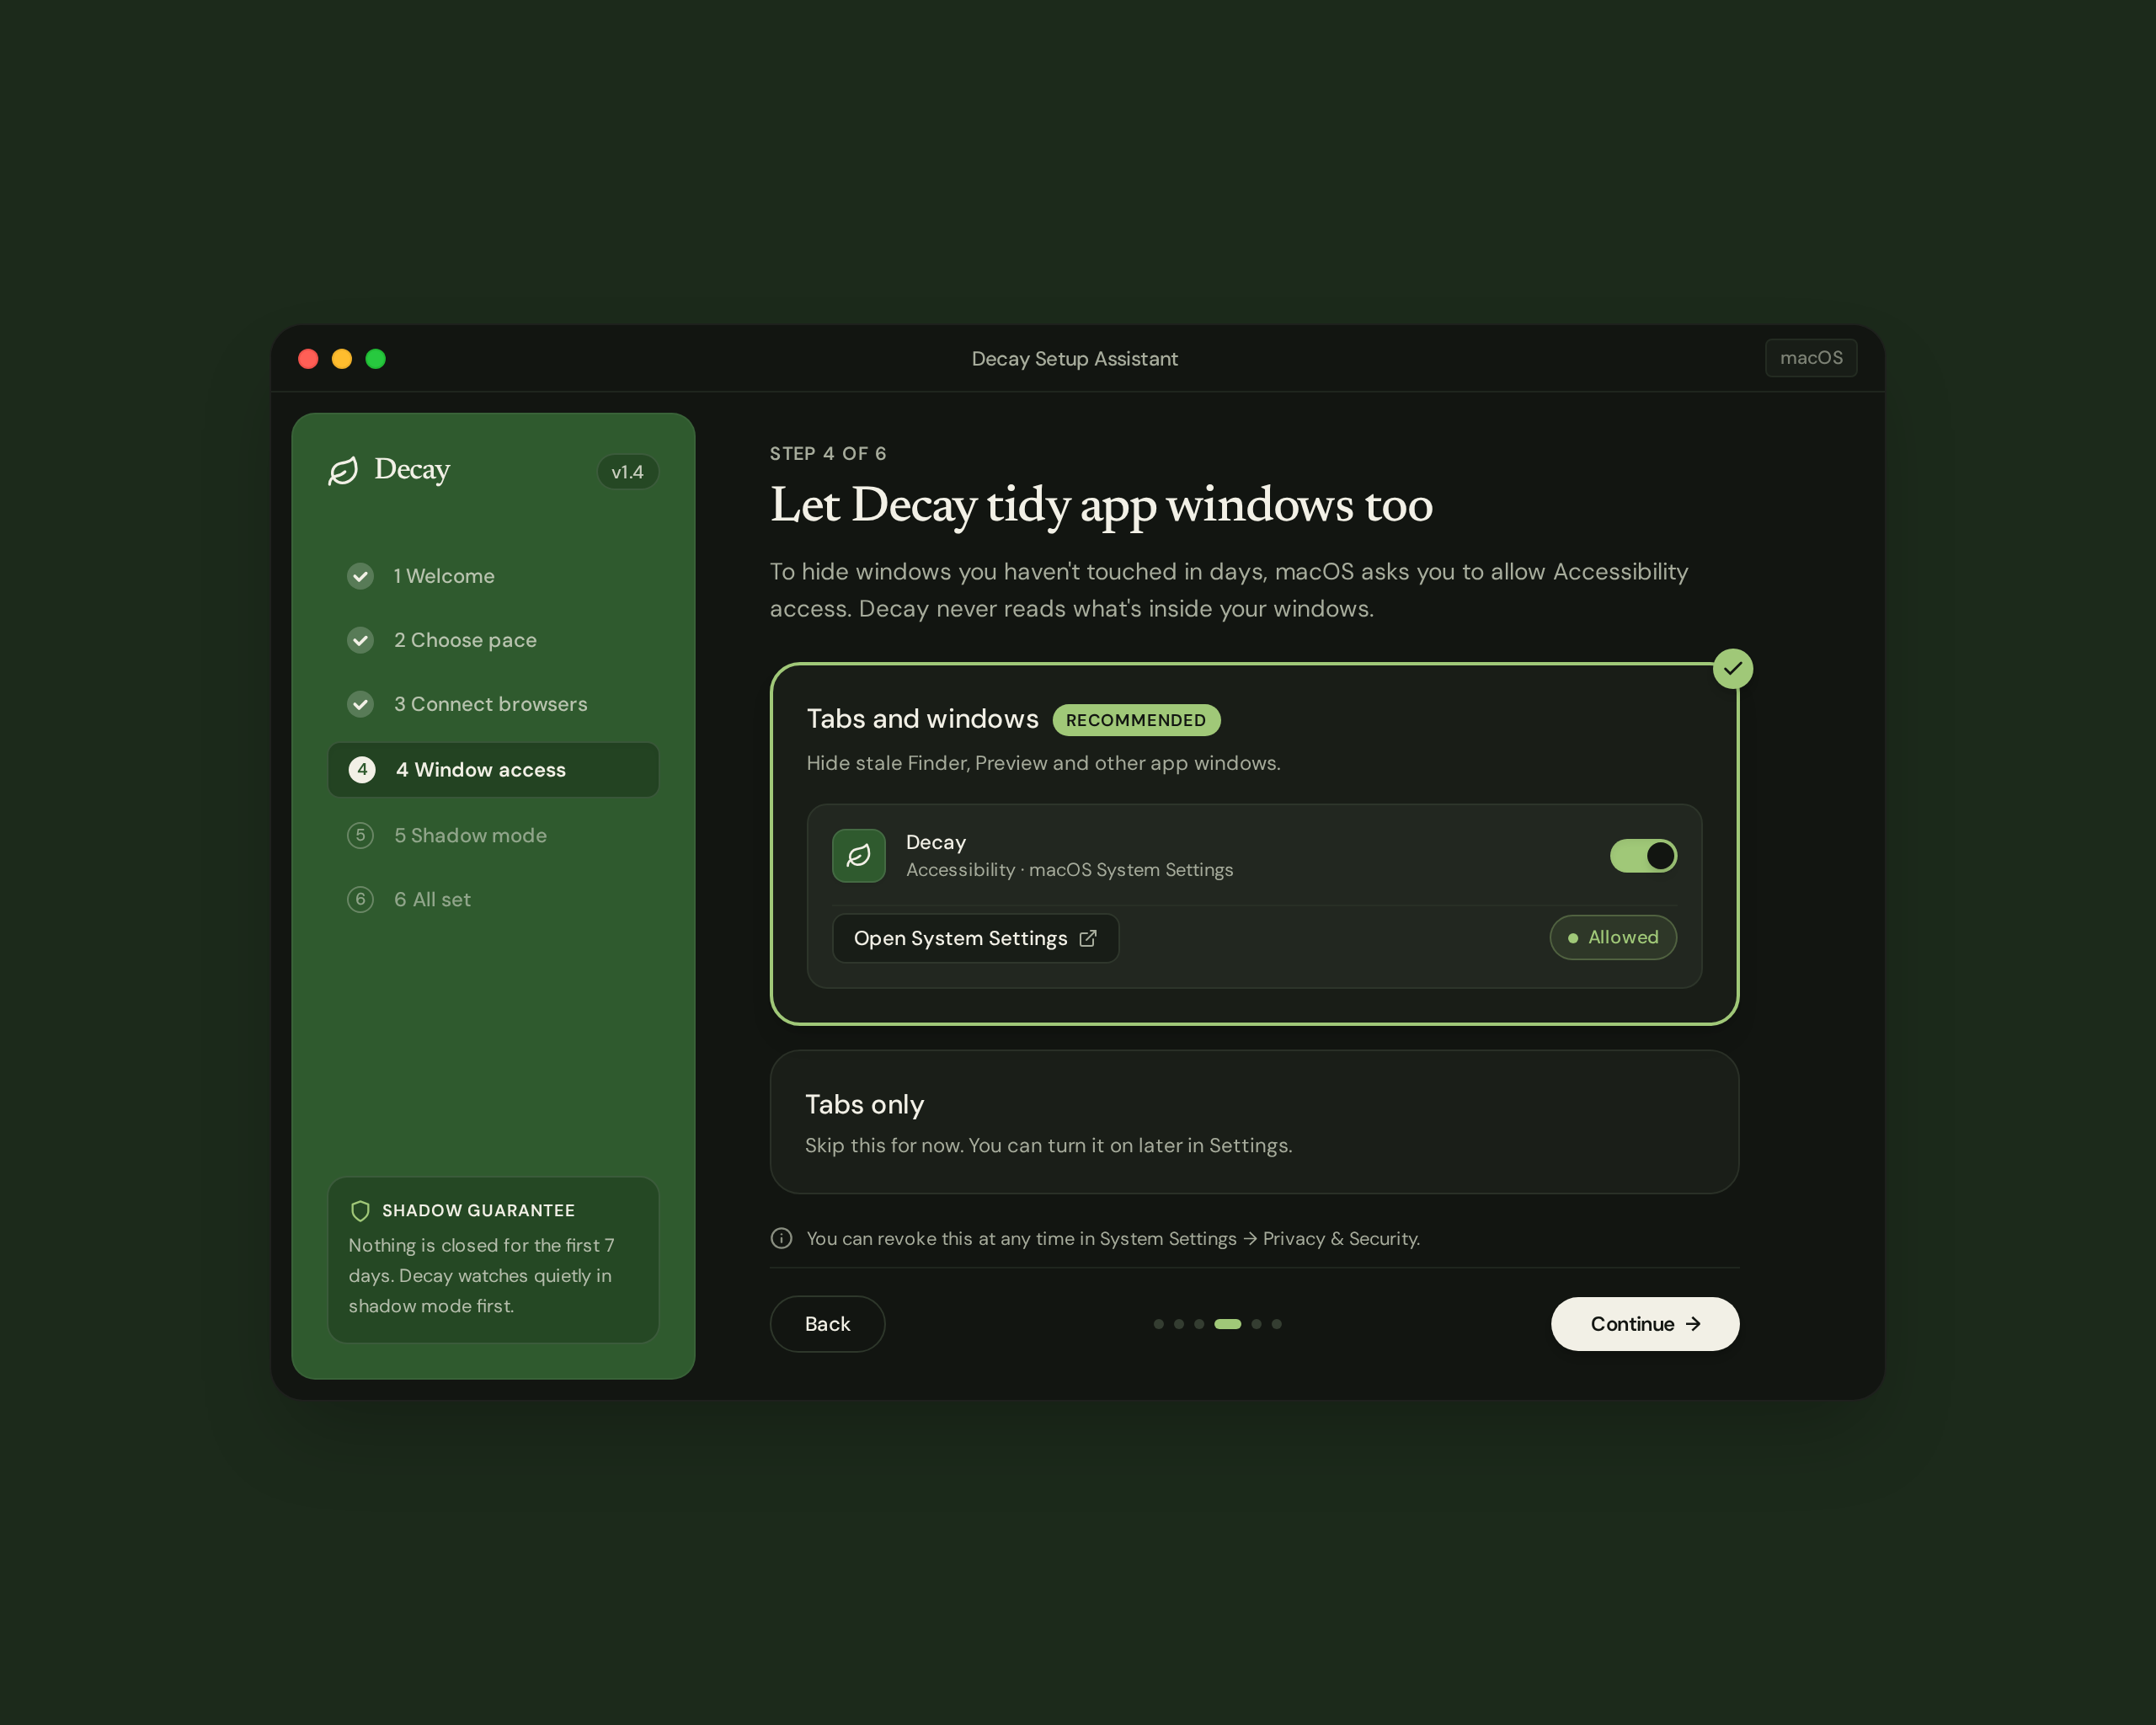 Decay Setup Assistant
macOS
Decay
v1.4
1 Welcome
2 Choose pace
3 Connect browsers
4
4 Window access
5
5 Shadow mode
6
6 All set
SHADOW GUARANTEE
Nothing is closed for the first 7
days. Decay watches quietly in
shadow mode first.
STEP 4 OF 6
Let Decay tidy app windows too
To hide windows you haven't touched in days, macOS asks you to allow Accessibility
access. Decay never reads what's inside your windows.
Tabs and windows
RECOMMENDED
Hide stale Finder, Preview and other app windows.
Decay
Accessibility · macOS System Settings
Open System Settings
Allowed
Tabs only
Skip this for now. You can turn it on later in Settings.
You can revoke this at any time in System Settings → Privacy & Security.
Back
Continue →